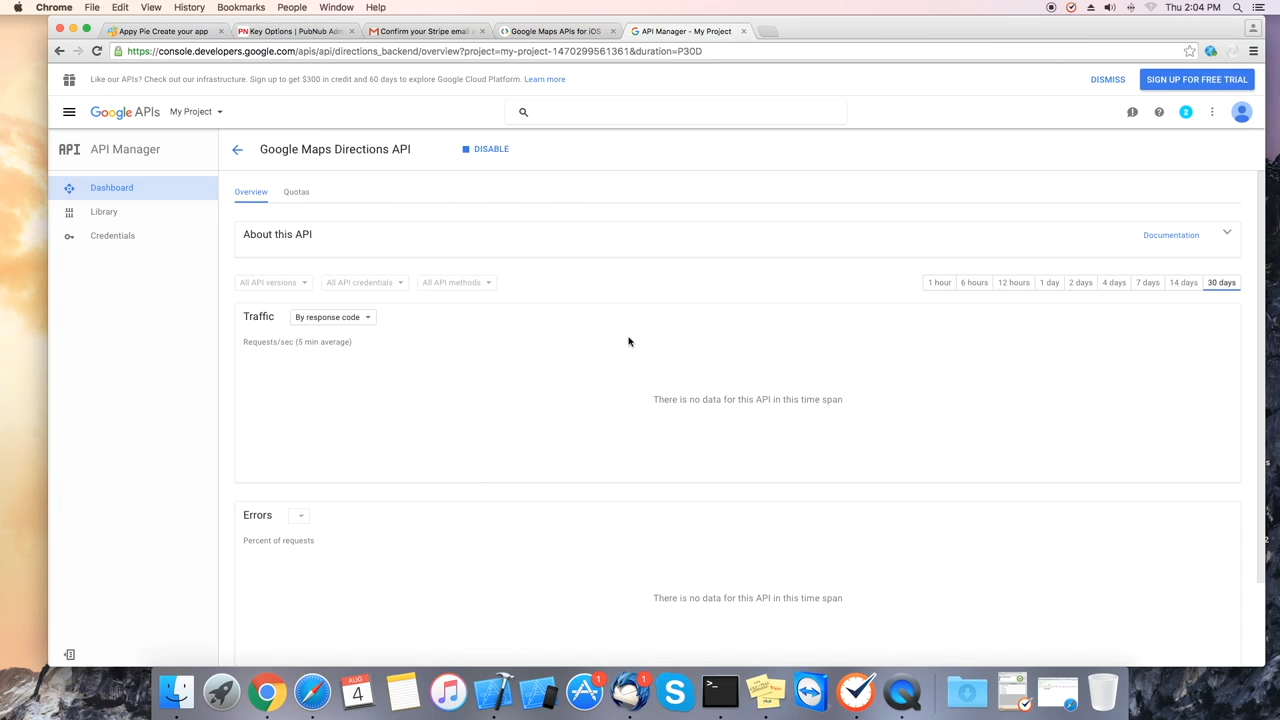 Chrome File Edit View History Bookmarks People Window Help Thu 2:04 PM
Appy Pie Create your app
PN Key Options | PubNub Adm
Confirm your Stripe email a
Google Maps APIs for iOS
API Manager - My Project
https://console.developers.google.com/apis/api/directions_backend/overview?project=my-project-1470299561361&duration=P30D
Like our APIs? Check out our infrastructure. Sign up to get $300 in credit and 60 days to explore Google Cloud Platform. Learn more DISMISS SIGN UP FOR FREE TRIAL
Google APIs My Project 2
API API Manager
Google Maps Directions API DISABLE
Dashboard
Library
Credentials
Overview Quotas
About this API Documentation
All API versions All API credentials All API methods 1 hour 6 hours 12 hours 1 day 2 days 4 days 7 days 14 days 30 days
Traffic By response code
Requests/sec (5 min average)
There is no data for this API in this time span
Errors
Percent of requests
There is no data for this API in this time span
AUG
4
1
1